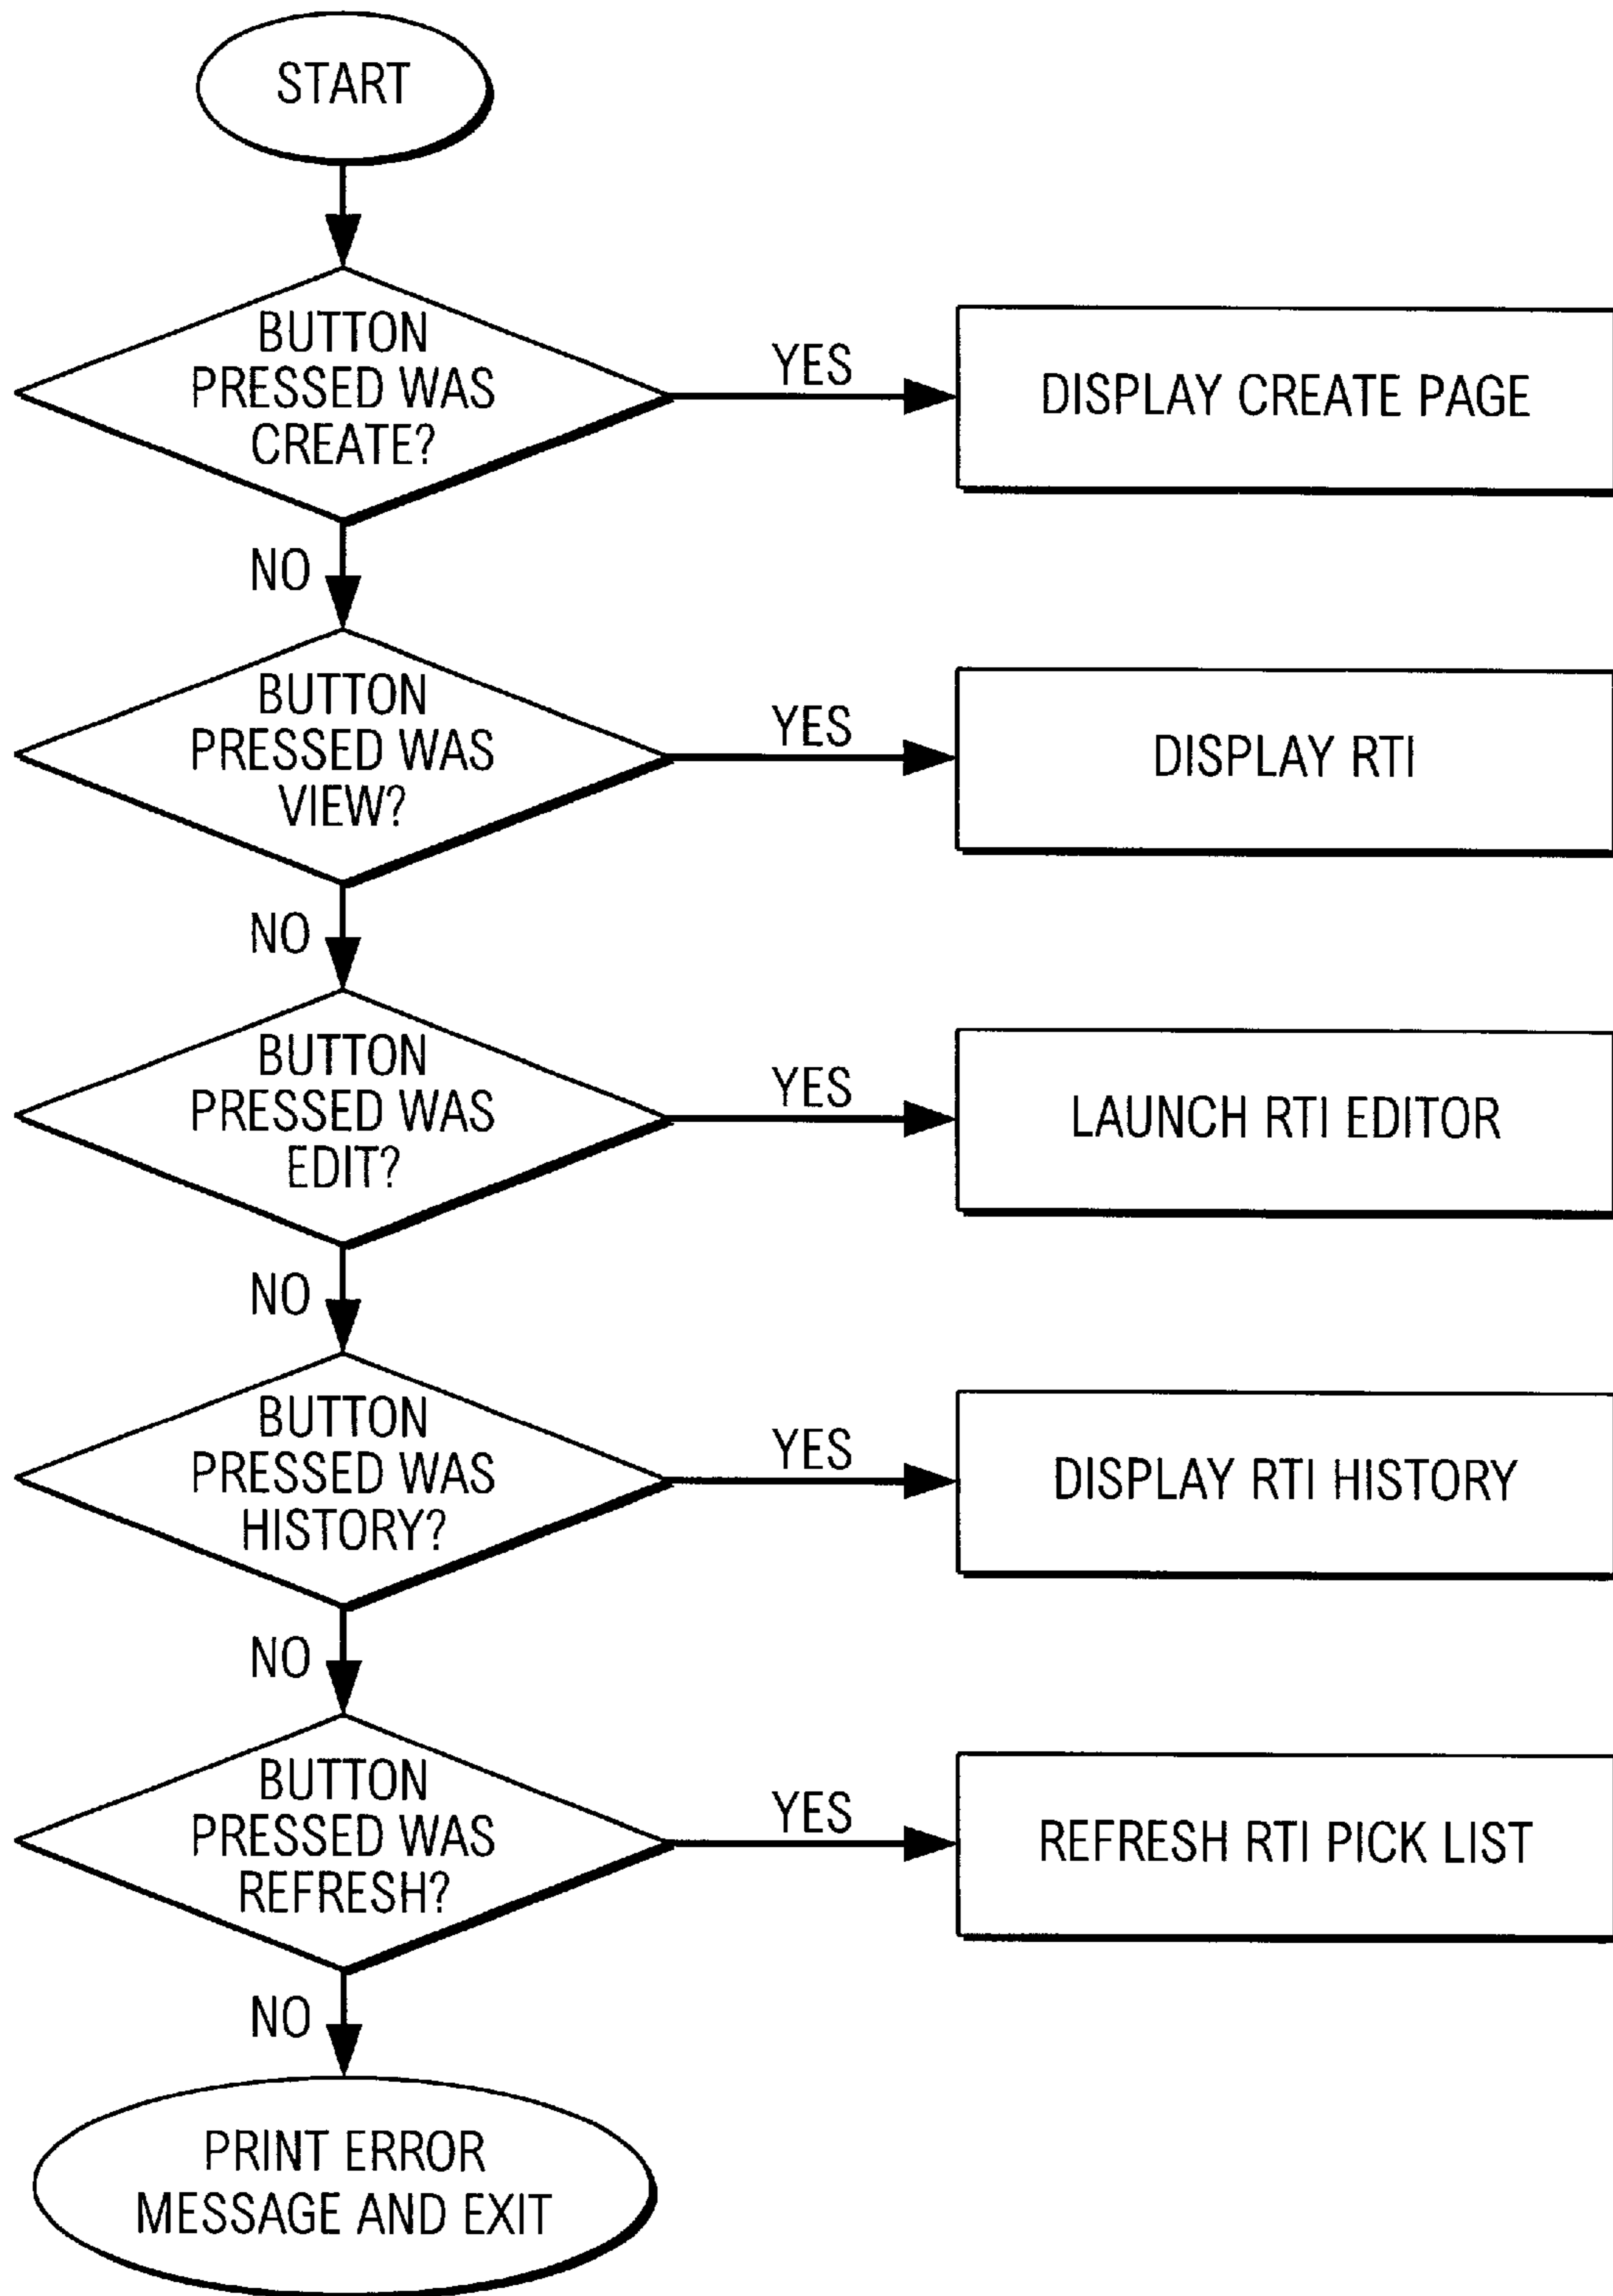 START
BUTTON
PRESSED WAS
CREATE?
YES
DISPLAY CREATE PAGE
NO
BUTTON
PRESSED WAS
VIEW?
YES
DISPLAY RTI
NO
BUTTON
PRESSED WAS
EDIT?
YES
LAUNCH RTI EDITOR
NO
BUTTON
PRESSED WAS
HISTORY?
YES
DISPLAY RTI HISTORY
NO
BUTTON
PRESSED WAS
REFRESH?
YES
REFRESH RTI PICK LIST
NO
PRINT ERROR
MESSAGE AND EXIT